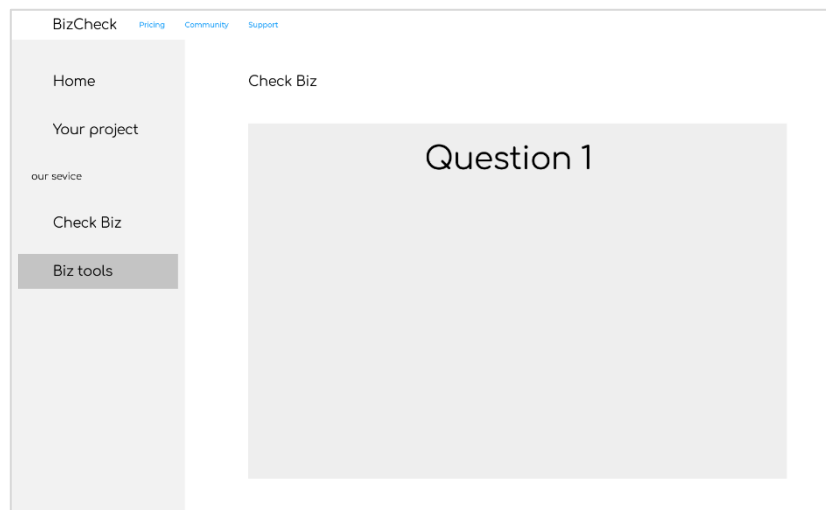 BizCheck Pricing Community Support
Home
Your project
our sevice
Check Biz
Biz tools
Check Biz
Question 1